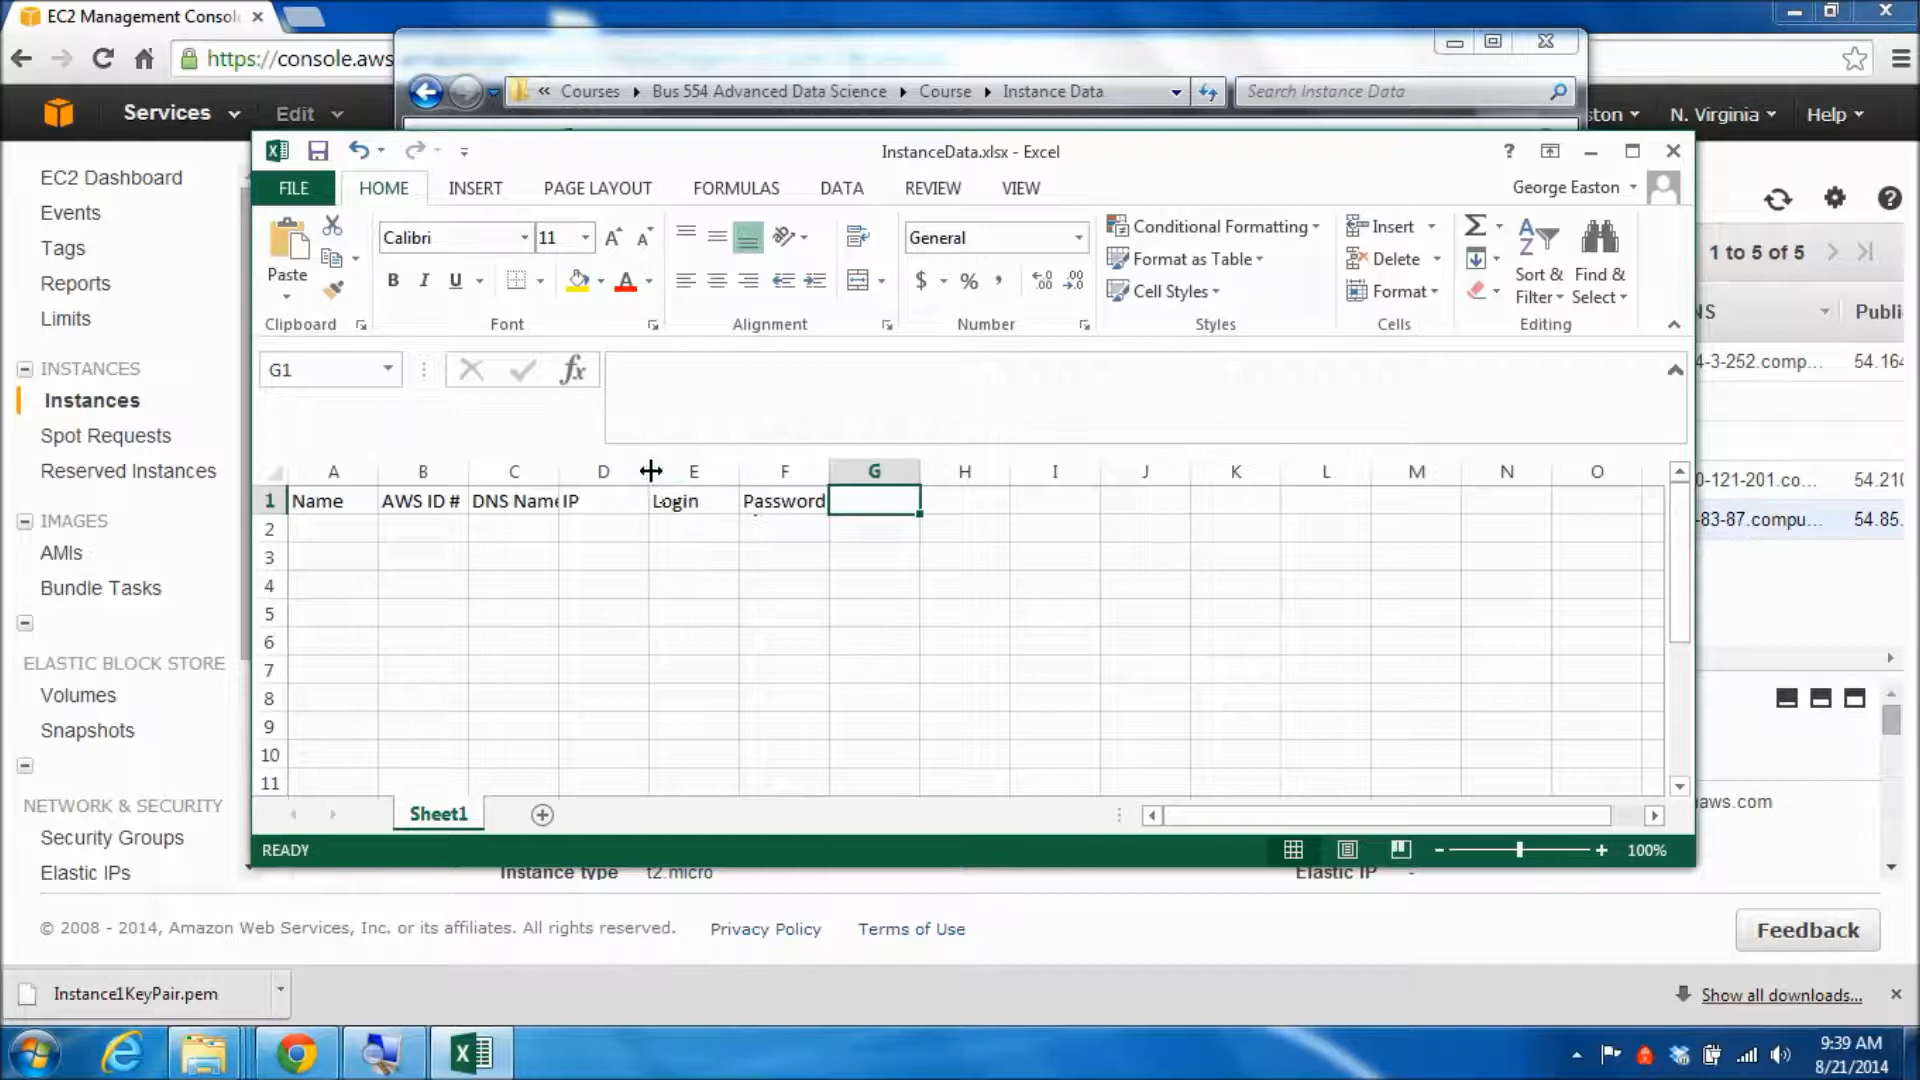 EC2 Management Consol
https://console.aws
« Courses Bus 554 Advanced Data Science Course Instance Data
Search Instance Data
Services Edit
ston N. Virginia Help
InstanceData.xlsx - Excel
FILE HOME INSERT PAGE LAYOUT FORMULAS DATA REVIEW VIEW
George Easton
Paste
Clipboard
Calibri 11
B I U A
Font
Alignment
General
$ % ,
Number
Conditional Formatting
Format as Table
Cell Styles
Styles
Insert
Delete
Format
Cells
Sort & Filter
Find & Select
Editing
G1 fx
A B C D E F G H I J K L M N O
1 Name AWS ID # DNS Name IP Login Password
2
3
4
5
6
7
8
9
10
11
Sheet1
READY
100%
EC2 Dashboard
Events
Tags
Reports
Limits
INSTANCES
Instances
Spot Requests
Reserved Instances
IMAGES
AMIs
Bundle Tasks
ELASTIC BLOCK STORE
Volumes
Snapshots
NETWORK & SECURITY
Security Groups
Elastic IPs
1 to 5 of 5
NS Publi
4-3-252.comp... 54.164
0-121-201.co... 54.210
-83-87.compu... 54.85.
aws.com
Instance type t2.micro
Elastic IP -
© 2008 - 2014, Amazon Web Services, Inc. or its affiliates. All rights reserved. Privacy Policy Terms of Use
Feedback
Instance1KeyPair.pem
Show all downloads...
9:39 AM
8/21/2014